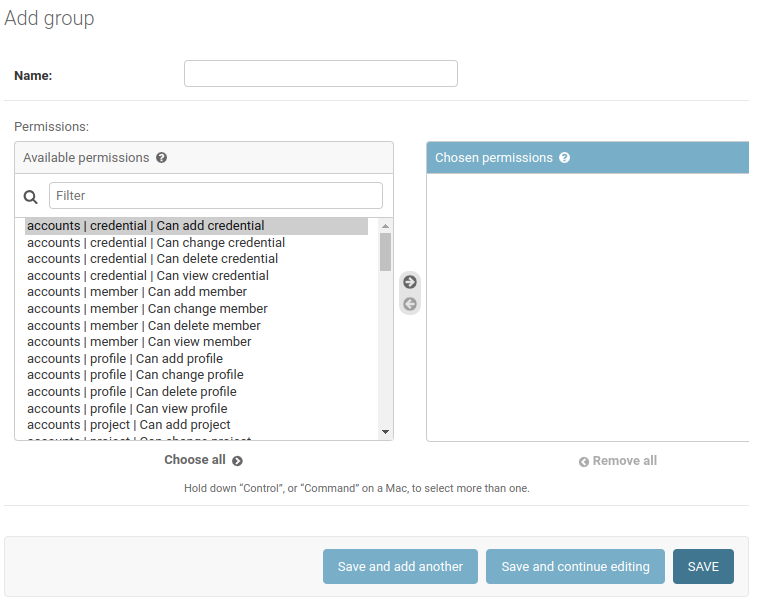 Add group
Name:
Permissions:
Available permissions
Chosen permissions
Filter
accounts | credential | Can add credential
accounts | credential | Can change credential
accounts | credential | Can delete credential
accounts | credential | Can view credential
accounts | member | Can add member
accounts | member | Can change member
accounts | member | Can delete member
accounts | member | Can view member
accounts | profile | Can add profile
accounts | profile | Can change profile
accounts | profile | Can delete profile
accounts | profile | Can view profile
accounts | project | Can add project
accounts | project | Can change project
Choose all
Remove all
Hold down “Control”, or “Command” on a Mac, to select more than one.
Save and add another
Save and continue editing
SAVE